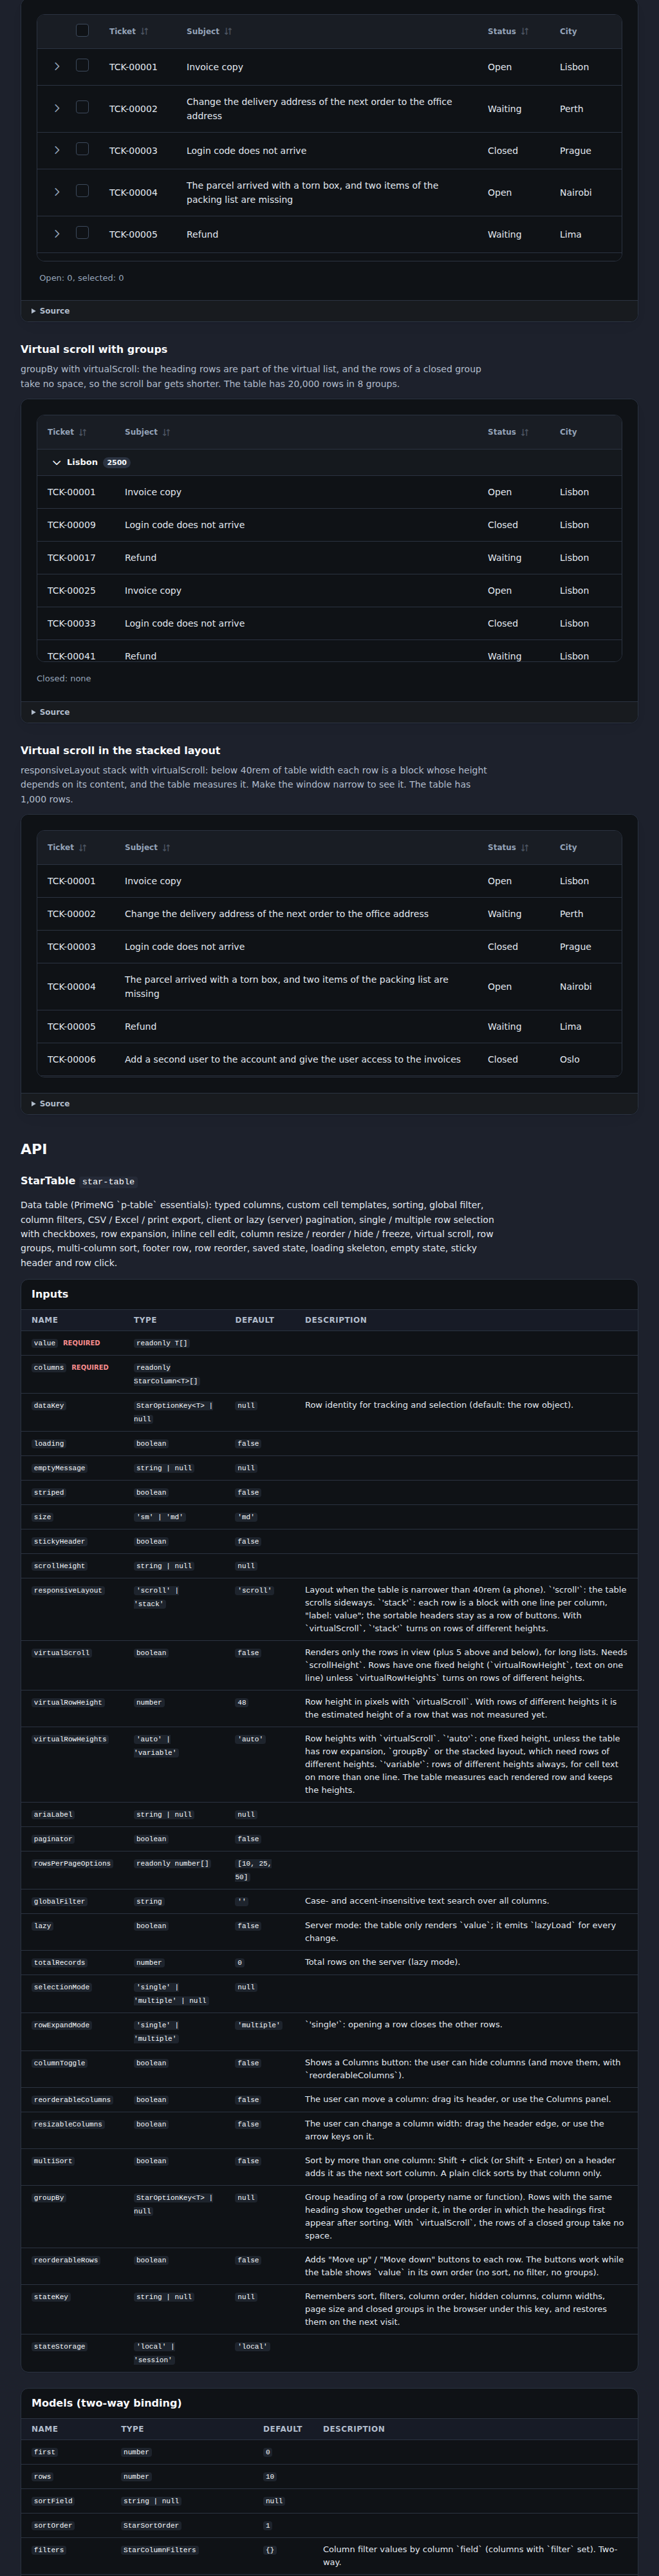 Ticket Subject Status City
TCK-00001 Invoice copy Open Lisbon
TCK-00002 Change the delivery address of the next order to the office address Waiting Perth
TCK-00003 Login code does not arrive Closed Prague
TCK-00004 The parcel arrived with a torn box, and two items of the packing list are missing Open Nairobi
TCK-00005 Refund Waiting Lima
Open: 0, selected: 0
Source
Virtual scroll with groups
groupBy with virtualScroll: the heading rows are part of the virtual list, and the rows of a closed group
take no space, so the scroll bar gets shorter. The table has 20,000 rows in 8 groups.
Ticket Subject Status City
Lisbon 2500
TCK-00001 Invoice copy Open Lisbon
TCK-00009 Login code does not arrive Closed Lisbon
TCK-00017 Refund Waiting Lisbon
TCK-00025 Invoice copy Open Lisbon
TCK-00033 Login code does not arrive Closed Lisbon
TCK-00041 Refund Waiting Lisbon
Closed: none
Source
Virtual scroll in the stacked layout
responsiveLayout stack with virtualScroll: below 40rem of table width each row is a block whose height
depends on its content, and the table measures it. Make the window narrow to see it. The table has
1,000 rows.
Ticket Subject Status City
TCK-00001 Invoice copy Open Lisbon
TCK-00002 Change the delivery address of the next order to the office address Waiting Perth
TCK-00003 Login code does not arrive Closed Prague
TCK-00004 The parcel arrived with a torn box, and two items of the packing list are missing Open Nairobi
TCK-00005 Refund Waiting Lima
TCK-00006 Add a second user to the account and give the user access to the invoices Closed Oslo
Source
API
StarTable star-table
Data table (PrimeNG `p-table` essentials): typed columns, custom cell templates, sorting, global filter,
column filters, CSV / Excel / print export, client or lazy (server) pagination, single / multiple row selection
with checkboxes, row expansion, inline cell edit, column resize / reorder / hide / freeze, virtual scroll, row
groups, multi-column sort, footer row, row reorder, saved state, loading skeleton, empty state, sticky
header and row click.
Inputs
NAME TYPE DEFAULT DESCRIPTION
value REQUIRED readonly T[]
columns REQUIRED readonly StarColumn<T>[]
dataKey StarOptionKey<T> | null null Row identity for tracking and selection (default: the row object).
loading boolean false
emptyMessage string | null null
striped boolean false
size 'sm' | 'md' 'md'
stickyHeader boolean false
scrollHeight string | null null
responsiveLayout 'scroll' | 'stack' 'scroll' Layout when the table is narrower than 40rem (a phone). `'scroll'`: the table
scrolls sideways. `'stack'`: each row is a block with one line per column,
"label: value"; the sortable headers stay as a row of buttons. With
`virtualScroll`, `'stack'` turns on rows of different heights.
virtualScroll boolean false Renders only the rows in view (plus 5 above and below), for long lists. Needs
`scrollHeight`. Rows have one fixed height (`virtualRowHeight`, text on one
line) unless `virtualRowHeights` turns on rows of different heights.
virtualRowHeight number 48 Row height in pixels with `virtualScroll`. With rows of different heights it is
the estimated height of a row that was not measured yet.
virtualRowHeights 'auto' | 'variable' 'auto' Row heights with `virtualScroll`. `'auto'`: one fixed height, unless the table
has row expansion, `groupBy` or the stacked layout, which need rows of
different heights. `'variable'`: rows of different heights always, for cell text
on more than one line. The table measures each rendered row and keeps
the heights.
ariaLabel string | null null
paginator boolean false
rowsPerPageOptions readonly number[] [10, 25, 50]
globalFilter string '' Case- and accent-insensitive text search over all columns.
lazy boolean false Server mode: the table only renders `value`; it emits `lazyLoad` for every
change.
totalRecords number 0 Total rows on the server (lazy mode).
selectionMode 'single' | 'multiple' | null null
rowExpandMode 'single' | 'multiple' 'multiple' `'single'`: opening a row closes the other rows.
columnToggle boolean false Shows a Columns button: the user can hide columns (and move them, with
`reorderableColumns`).
reorderableColumns boolean false The user can move a column: drag its header, or use the Columns panel.
resizableColumns boolean false The user can change a column width: drag the header edge, or use the
arrow keys on it.
multiSort boolean false Sort by more than one column: Shift + click (or Shift + Enter) on a header
adds it as the next sort column. A plain click sorts by that column only.
groupBy StarOptionKey<T> | null null Group heading of a row (property name or function). Rows with the same
heading show together under it, in the order in which the headings first
appear after sorting. With `virtualScroll`, the rows of a closed group take no
space.
reorderableRows boolean false Adds "Move up" / "Move down" buttons to each row. The buttons work while
the table shows `value` in its own order (no sort, no filter, no groups).
stateKey string | null null Remembers sort, filters, column order, hidden columns, column widths,
page size and closed groups in the browser under this key, and restores
them on the next visit.
stateStorage 'local' | 'session' 'local'
Models (two-way binding)
NAME TYPE DEFAULT DESCRIPTION
first number 0
rows number 10
sortField string | null null
sortOrder StarSortOrder 1
filters StarColumnFilters {} Column filter values by column `field` (columns with `filter` set). Two-
way.